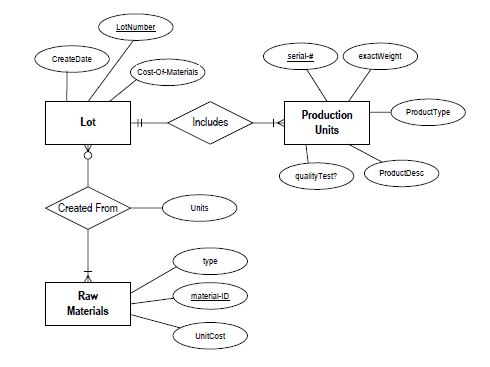 LotNumber
CreateDate
Cost-Of-Materials
serial-#
exactWeight
Lot
Includes
Production
Units
ProductType
qualityTest?
ProductDesc
Created From
Units
type
Raw
Materials
material-ID
UnitCost